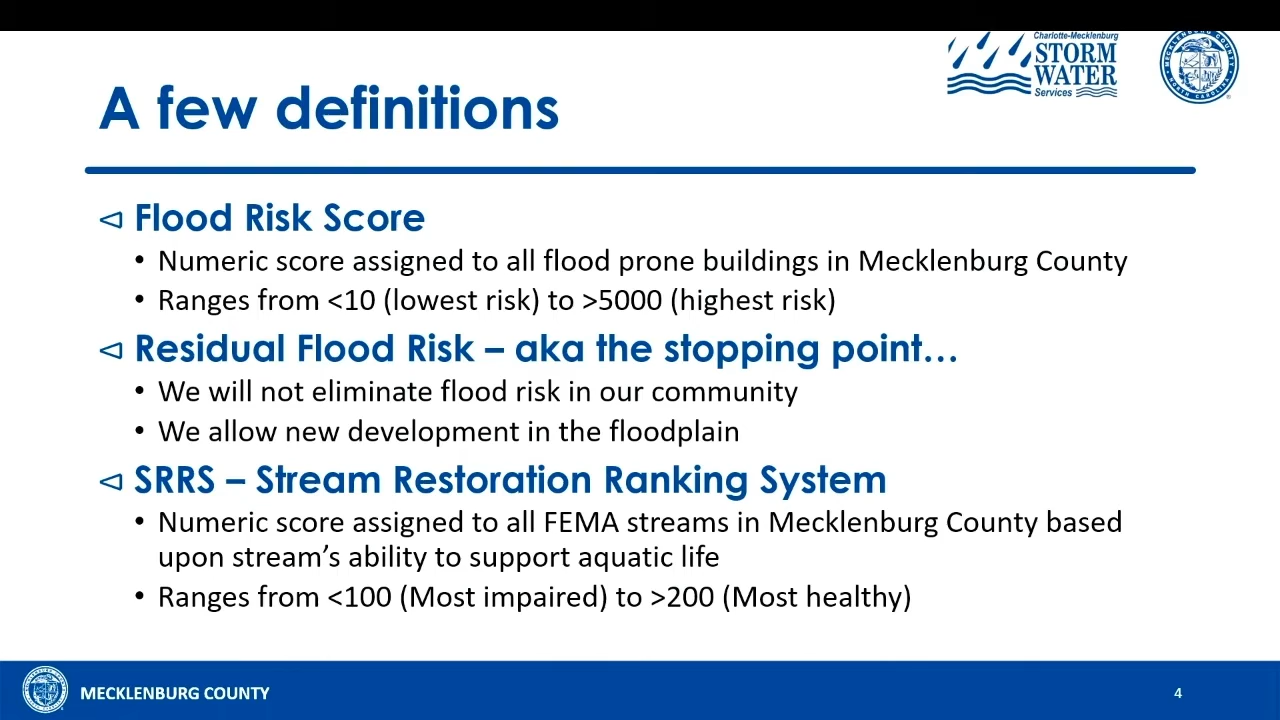 Charlotte-Mecklenburg
STORM
WATER
Services
A few definitions
Flood Risk Score
• Numeric score assigned to all flood prone buildings in Mecklenburg County
• Ranges from <10 (lowest risk) to >5000 (highest risk)
Residual Flood Risk – aka the stopping point…
• We will not eliminate flood risk in our community
• We allow new development in the floodplain
SRRS – Stream Restoration Ranking System
• Numeric score assigned to all FEMA streams in Mecklenburg County based
upon stream’s ability to support aquatic life
• Ranges from <100 (Most impaired) to >200 (Most healthy)
MECKLENBURG COUNTY
4